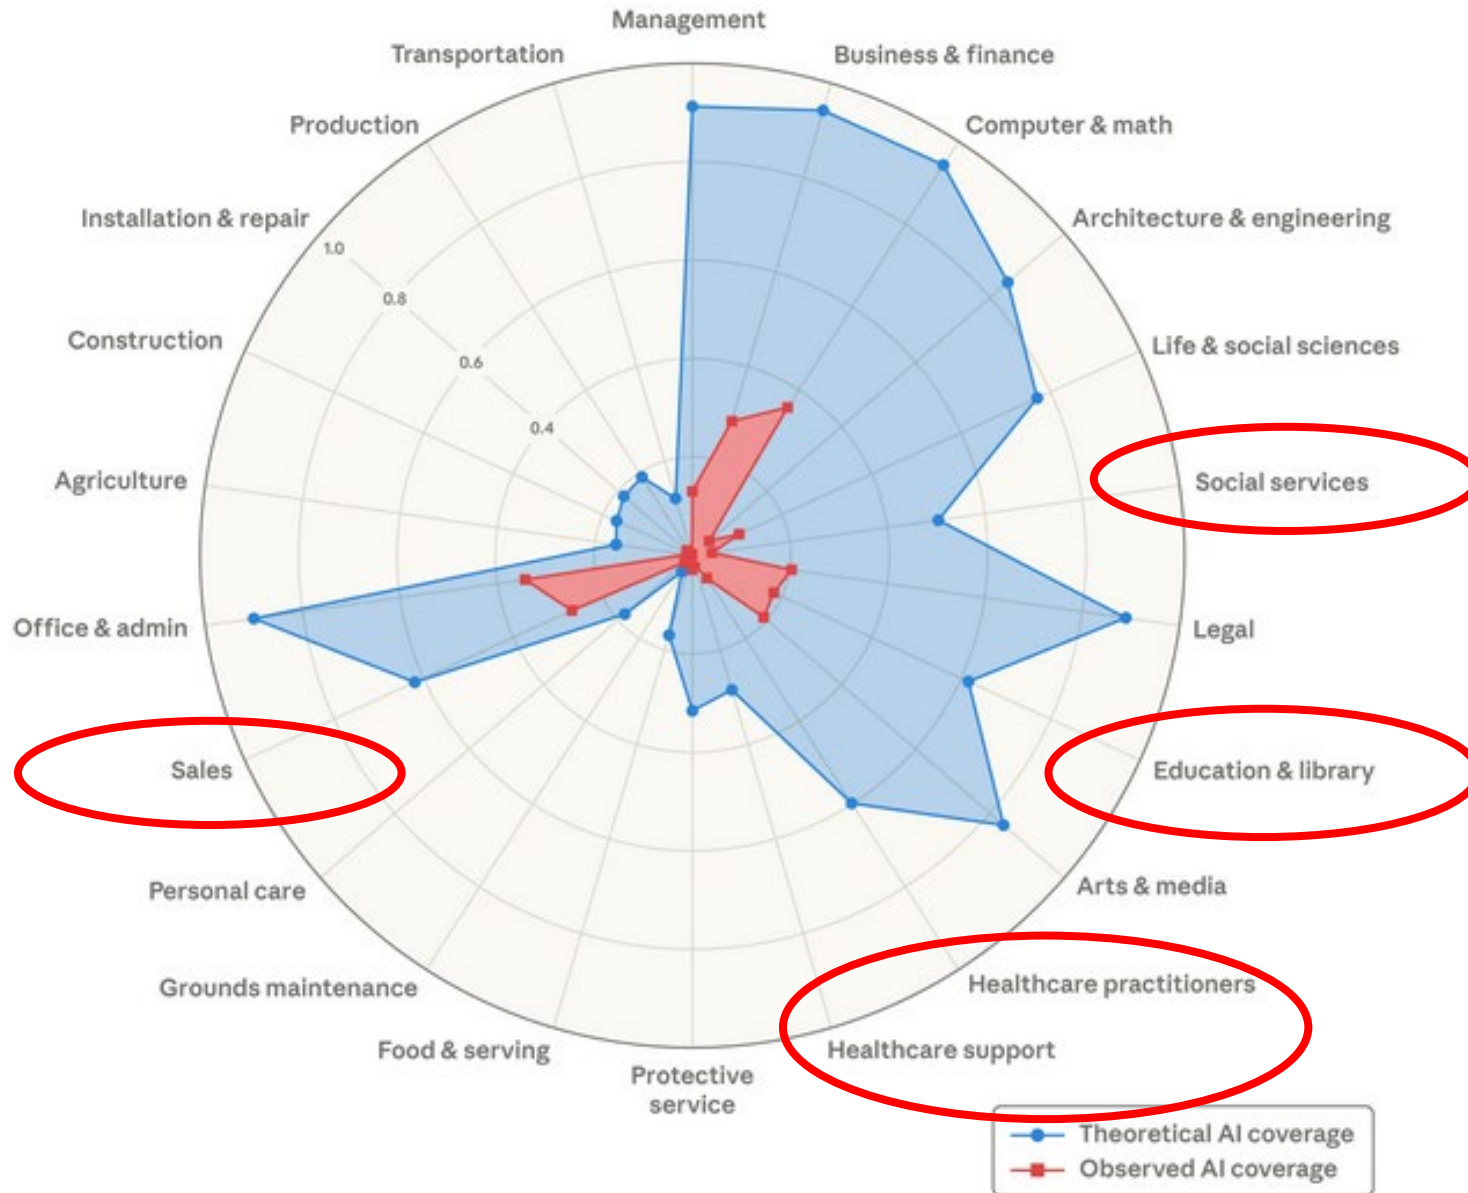 Management
Transportation
Business & finance
Production
Computer & math
Installation & repair
Architecture & engineering
1.0
0.8
Construction
Life & social sciences
0.6
0.4
Agriculture
Social services
Office & admin
Legal
Sales
Education & library
Personal care
Arts & media
Grounds maintenance
Healthcare practitioners
Food & serving
Healthcare support
Protective
service
Theoretical AI coverage
Observed AI coverage